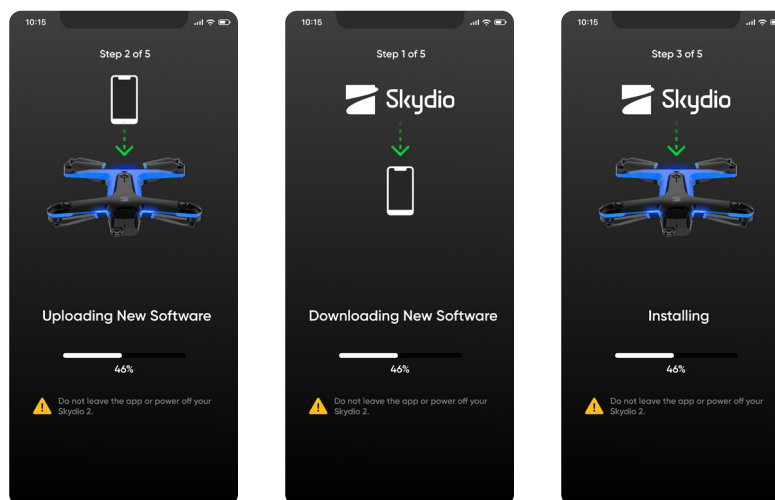 10:15
Step 2 of 5
Uploading New Software
46%
Do not leave the app or power off your
Skydio 2.
10:15
Step 1 of 5
Skydio
Downloading New Software
46%
Do not leave the app or power off your
Skydio 2.
10:15
Step 3 of 5
Skydio
Installing
46%
Do not leave the app or power off your
Skydio 2.